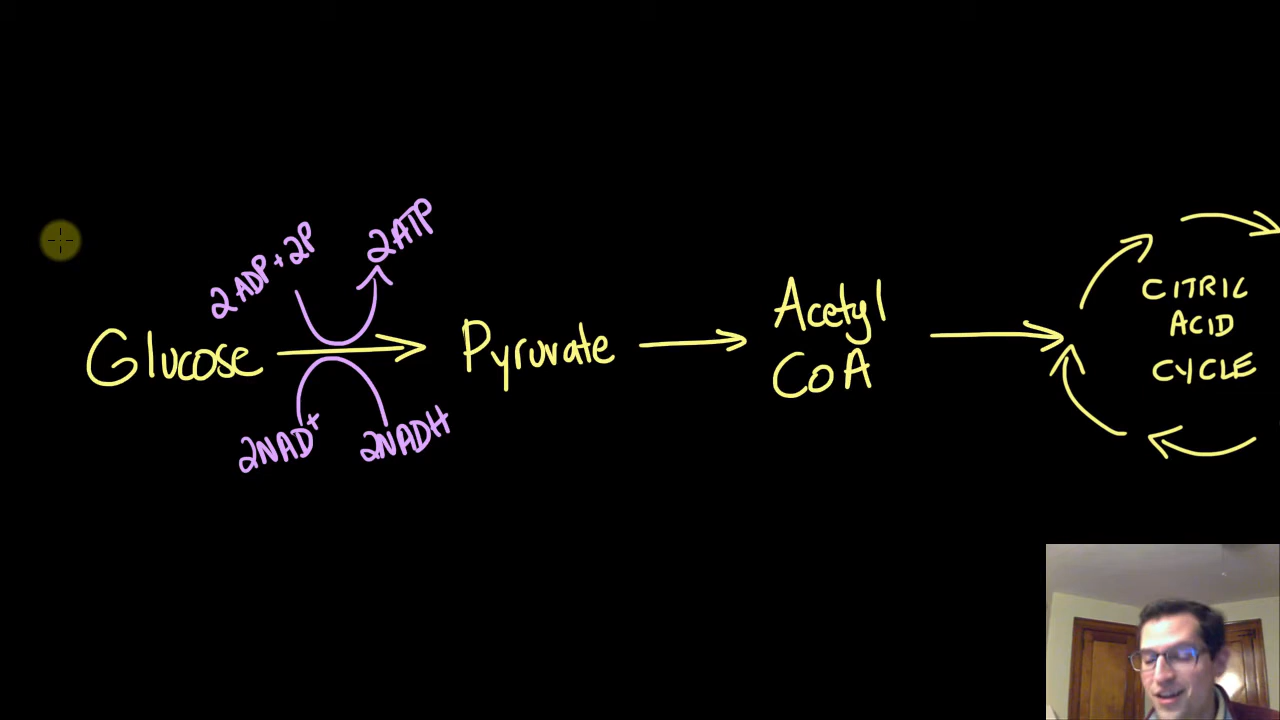 2ADP+2P
2ATP
Glucose
Pyruvate
Acetyl
CoA
CITRIC
ACID
CYCLE
2NAD+
2NADH